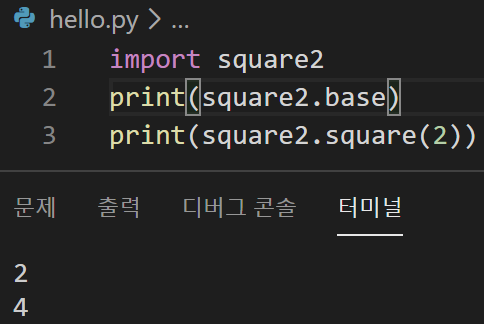 hello.py > ...
1 import square2
2 print(square2.base)
3 print(square2.square(2))
문제 출력 디버그 콘솔 터미널
2
4